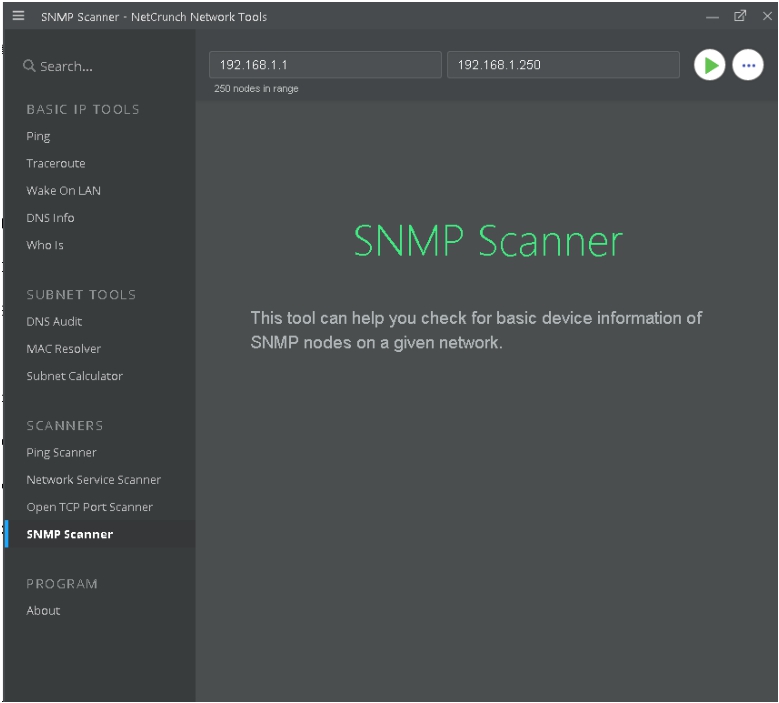 SNMP Scanner - NetCrunch Network Tools
Search...
192.168.1.1
192.168.1.250
250 nodes in range
BASIC IP TOOLS
Ping
Traceroute
Wake On LAN
DNS Info
Who Is
SUBNET TOOLS
DNS Audit
MAC Resolver
Subnet Calculator
SCANNERS
Ping Scanner
Network Service Scanner
Open TCP Port Scanner
SNMP Scanner
PROGRAM
About
SNMP Scanner
This tool can help you check for basic device information of
SNMP nodes on a given network.